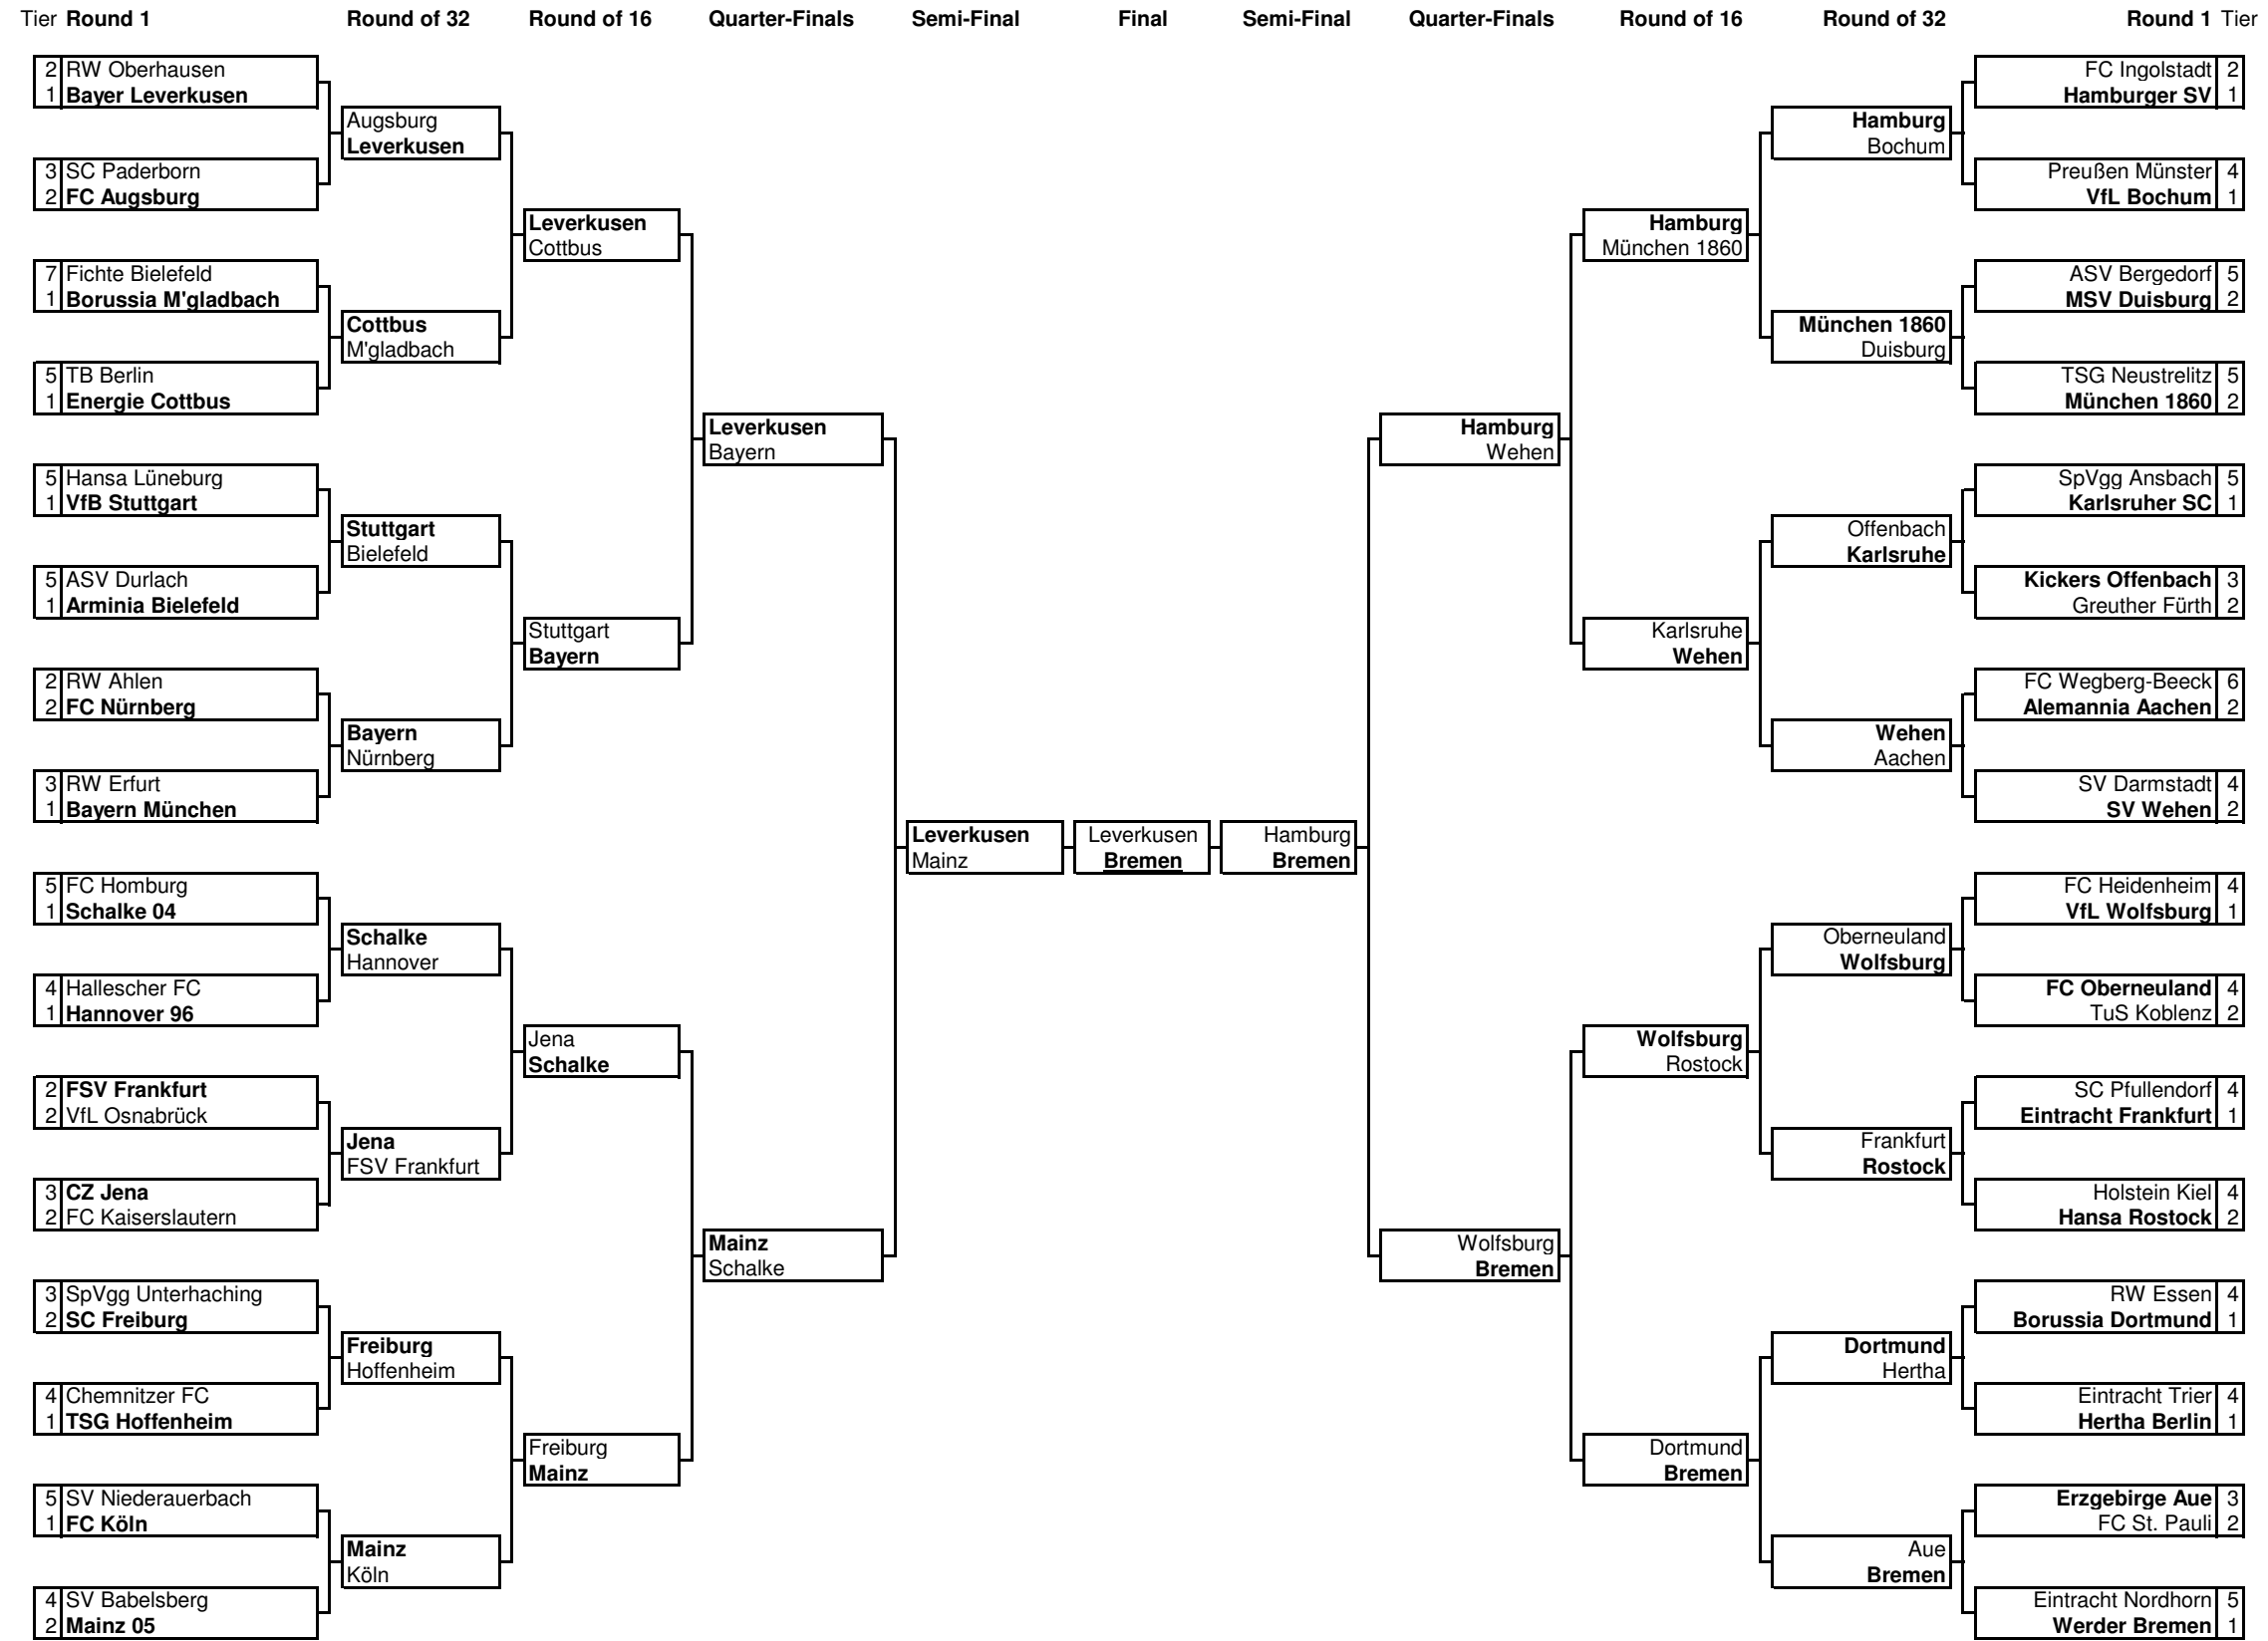 Tier Round 1 Round of 32 Round of 16 Quarter-Finals Semi-Final Final Semi-Final Quarter-Finals Round of 16 Round of 32 Round 1 Tier
2 RW Oberhausen
1 Bayer Leverkusen
3 SC Paderborn
2 FC Augsburg
7 Fichte Bielefeld
1 Borussia M'gladbach
5 TB Berlin
1 Energie Cottbus
5 Hansa Lüneburg
1 VfB Stuttgart
5 ASV Durlach
1 Arminia Bielefeld
2 RW Ahlen
2 FC Nürnberg
3 RW Erfurt
1 Bayern München
5 FC Homburg
1 Schalke 04
4 Hallescher FC
1 Hannover 96
2 FSV Frankfurt
2 VfL Osnabrück
3 CZ Jena
2 FC Kaiserslautern
3 SpVgg Unterhaching
2 SC Freiburg
4 Chemnitzer FC
1 TSG Hoffenheim
5 SV Niederauerbach
1 FC Köln
4 SV Babelsberg
2 Mainz 05
Augsburg
Leverkusen
Cottbus
M'gladbach
Stuttgart
Bielefeld
Bayern
Nürnberg
Schalke
Hannover
Jena
FSV Frankfurt
Freiburg
Hoffenheim
Mainz
Köln
Leverkusen
Cottbus
Stuttgart
Bayern
Jena
Schalke
Freiburg
Mainz
Leverkusen
Bayern
Mainz
Schalke
Leverkusen
Mainz
Leverkusen
Bremen
Hamburg
Bremen
Hamburg
Wehen
Wolfsburg
Bremen
Hamburg
München 1860
Karlsruhe
Wehen
Wolfsburg
Rostock
Dortmund
Bremen
Hamburg
Bochum
München 1860
Duisburg
Offenbach
Karlsruhe
Wehen
Aachen
Oberneuland
Wolfsburg
Frankfurt
Rostock
Dortmund
Hertha
Aue
Bremen
FC Ingolstadt 2
Hamburger SV 1
Preußen Münster 4
VfL Bochum 1
ASV Bergedorf 5
MSV Duisburg 2
TSG Neustrelitz 5
München 1860 2
SpVgg Ansbach 5
Karlsruher SC 1
Kickers Offenbach 3
Greuther Fürth 2
FC Wegberg-Beeck 6
Alemannia Aachen 2
SV Darmstadt 4
SV Wehen 2
FC Heidenheim 4
VfL Wolfsburg 1
FC Oberneuland 4
TuS Koblenz 2
SC Pfullendorf 4
Eintracht Frankfurt 1
Holstein Kiel 4
Hansa Rostock 2
RW Essen 4
Borussia Dortmund 1
Eintracht Trier 4
Hertha Berlin 1
Erzgebirge Aue 3
FC St. Pauli 2
Eintracht Nordhorn 5
Werder Bremen 1